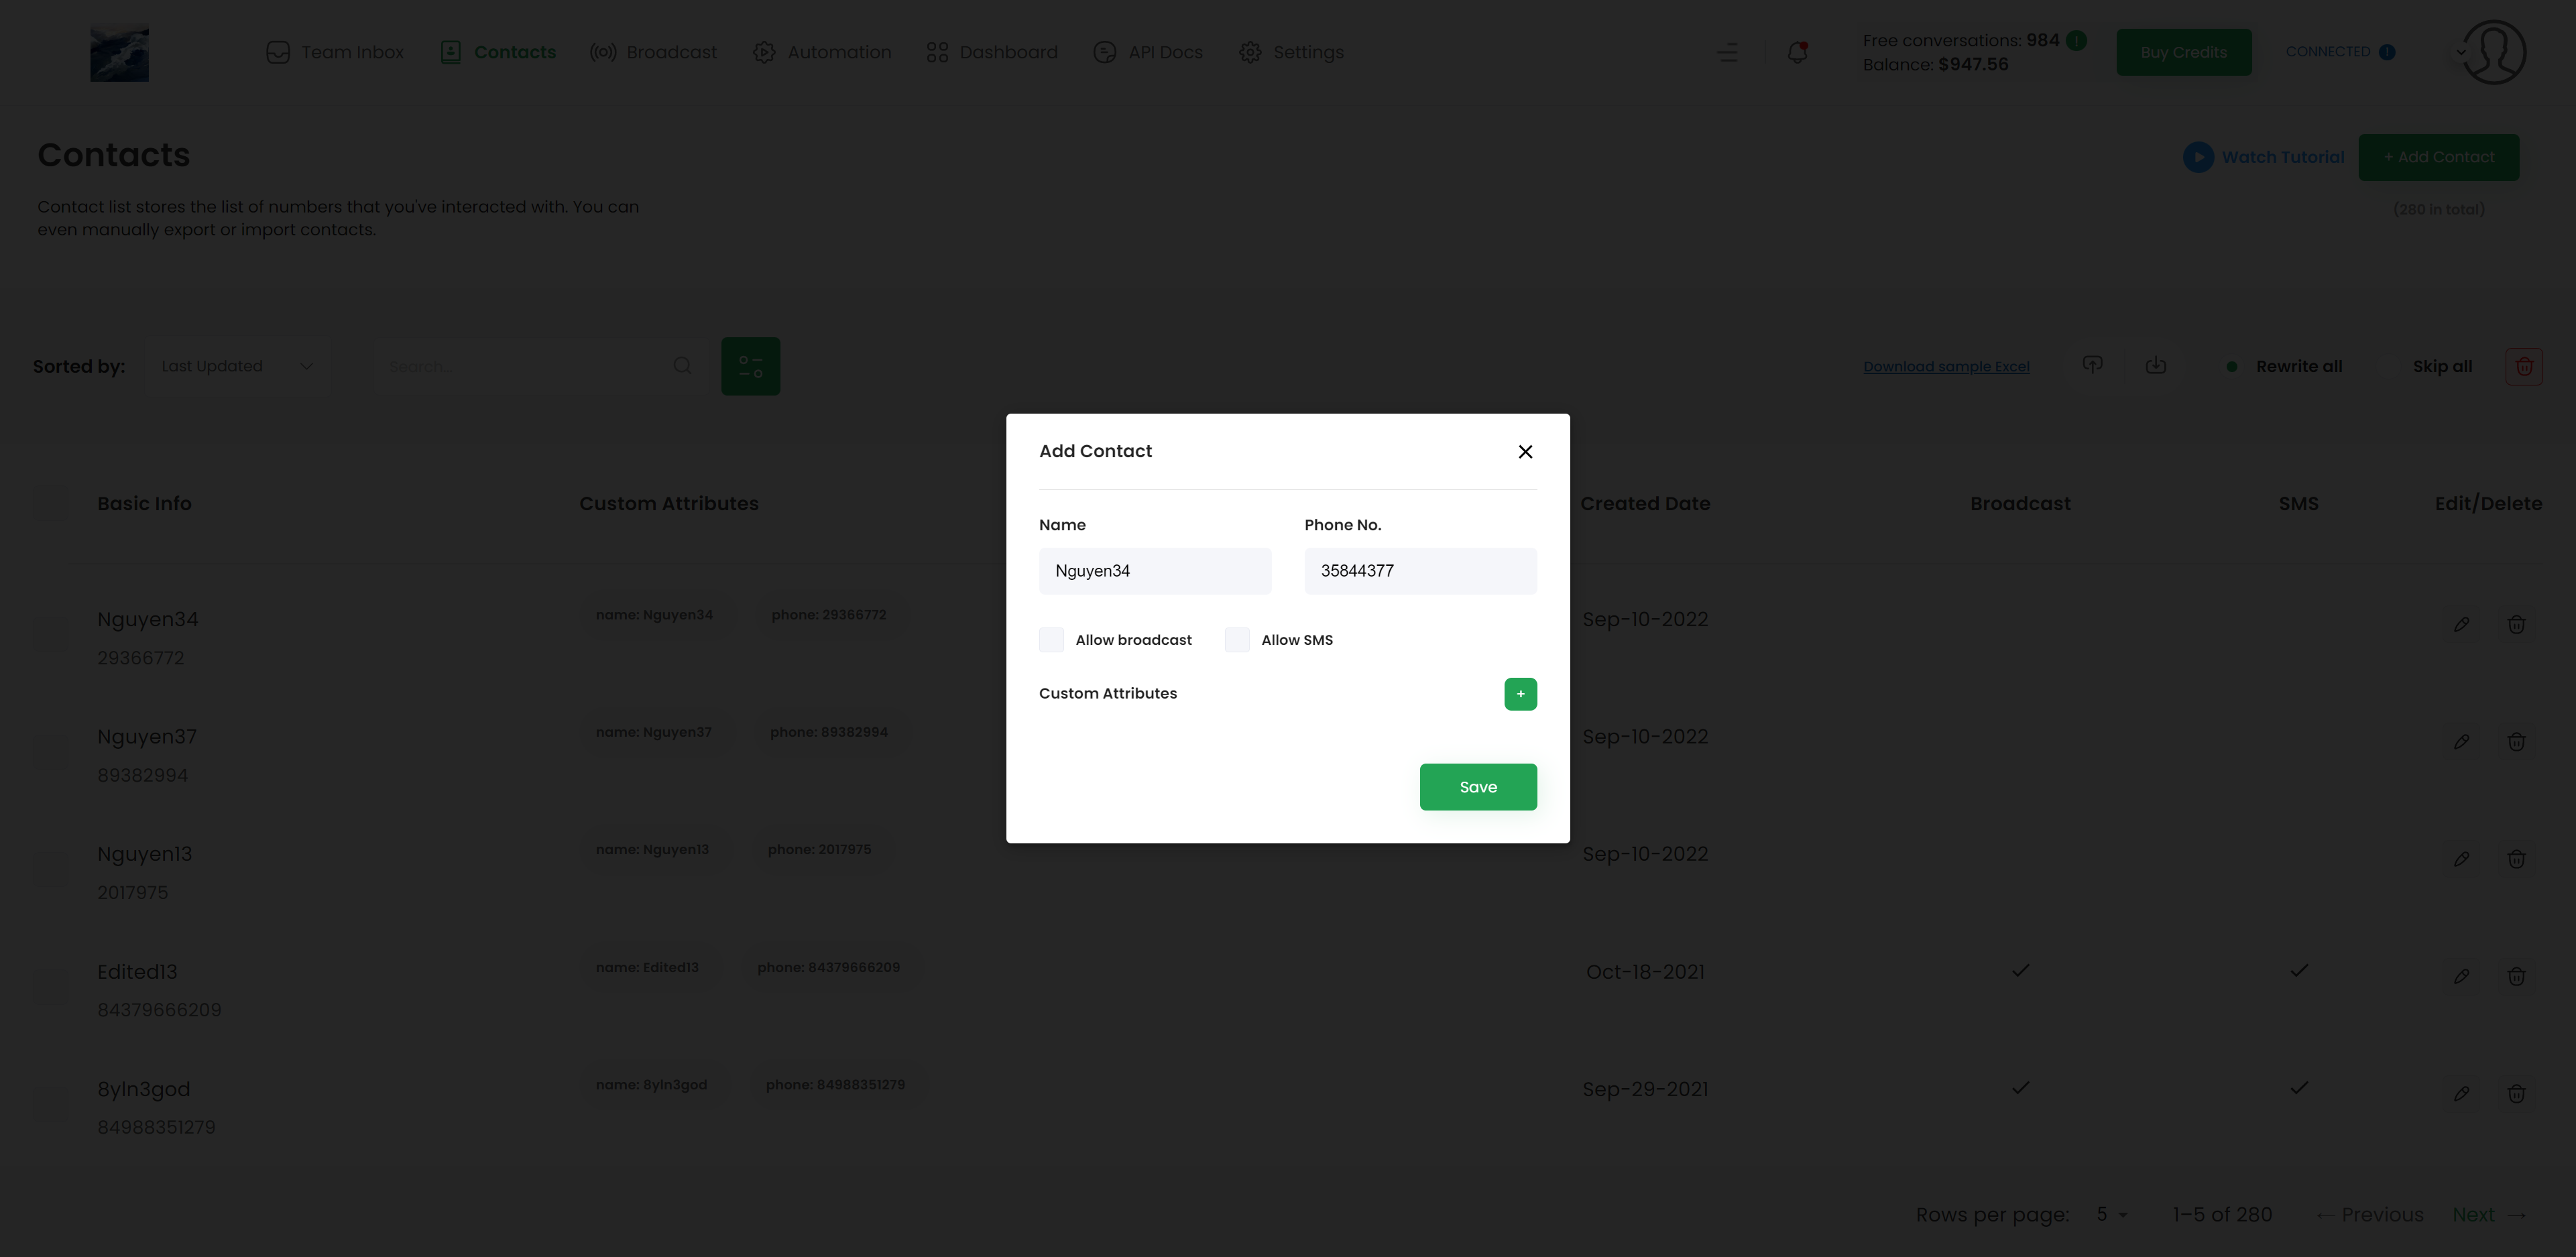 Team Inbox Contacts Broadcast Automation Dashboard API Docs Settings
Free conversations: 984 !
Balance: $947.56
Buy Credits
CONNECTED !
Contacts
Watch Tutorial
+ Add Contact
Contact list stores the list of numbers that you've interacted with. You can
even manually export or import contacts.
(280 in total)
Sorted by: Last Updated Search... Download sample Excel Rewrite all Skip all
Add Contact
Name Phone No.
Nguyen34 35844377
Allow broadcast Allow SMS
Custom Attributes +
Save
Basic Info Custom Attributes Created Date Broadcast SMS Edit/Delete
Nguyen34 name: Nguyen34 phone: 29366772 Sep-10-2022
29366772
Nguyen37 name: Nguyen37 phone: 89382994 Sep-10-2022
89382994
Nguyen13 name: Nguyen13 phone: 2017975 Sep-10-2022
2017975
Edited13 name: Edited13 phone: 84379666209 Oct-18-2021
84379666209
8yln3god name: 8yln3god phone: 84988351279 Sep-29-2021
84988351279
Rows per page: 5 1–5 of 280 ← Previous Next →